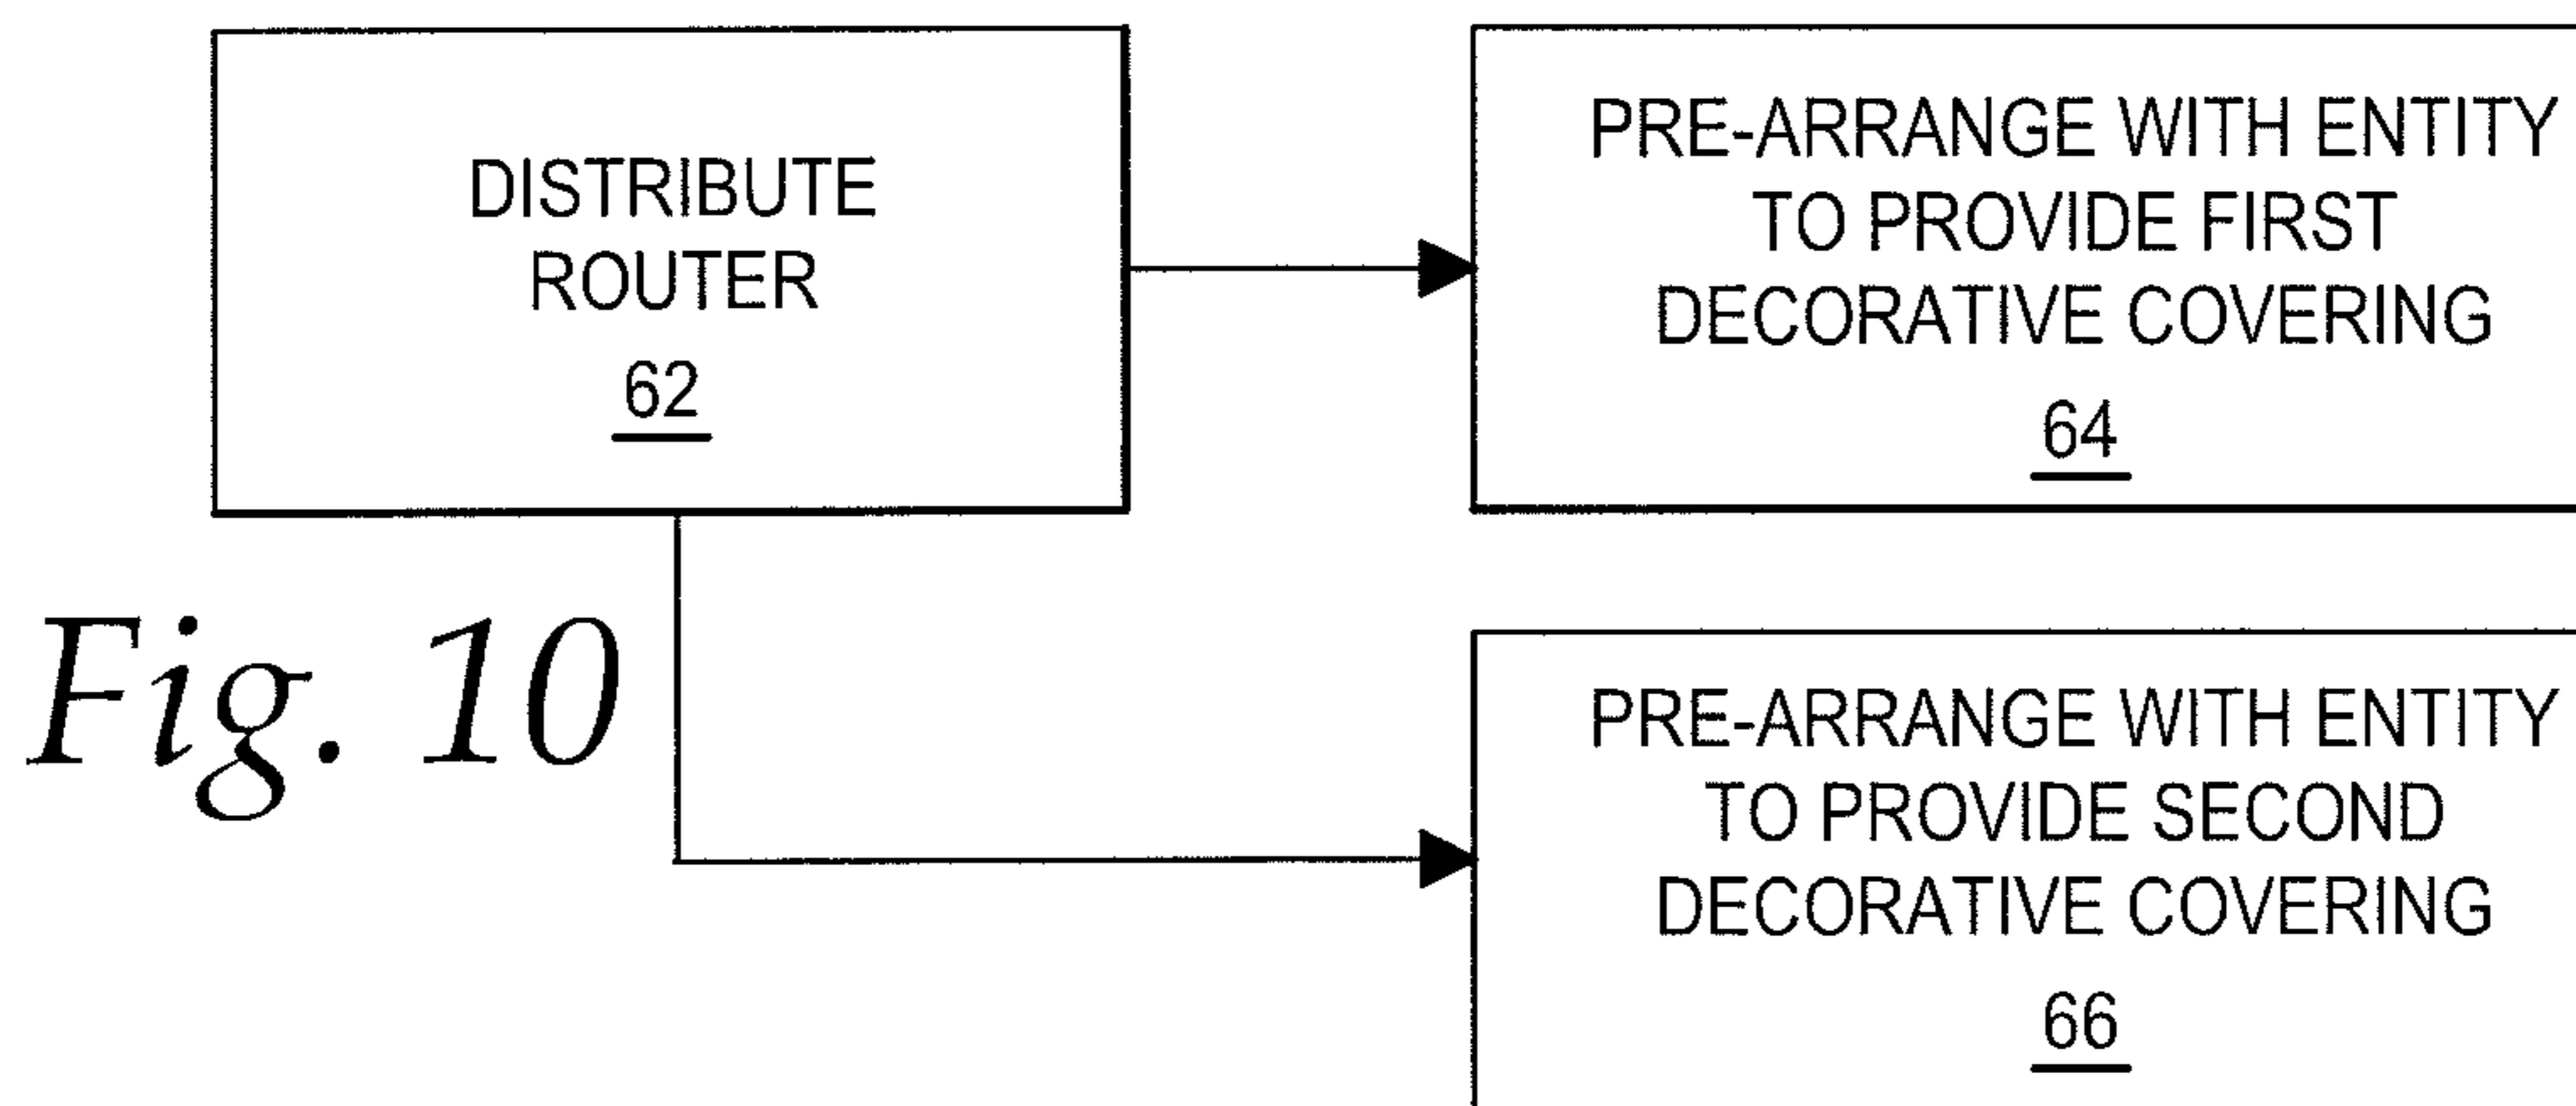 DISTRIBUTE
ROUTER
62
PRE-ARRANGE WITH ENTITY
TO PROVIDE FIRST
DECORATIVE COVERING
64
Fig. 10
PRE-ARRANGE WITH ENTITY
TO PROVIDE SECOND
DECORATIVE COVERING
66